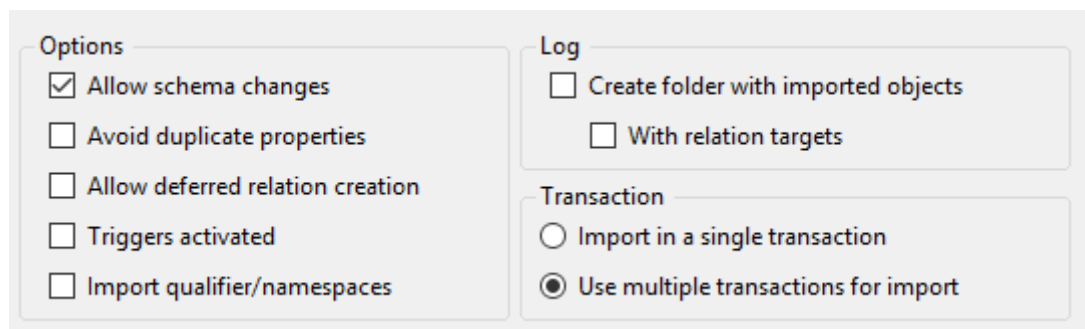 Options
Allow schema changes
Avoid duplicate properties
Allow deferred relation creation
Triggers activated
Import qualifier/namespaces
Log
Create folder with imported objects
With relation targets
Transaction
Import in a single transaction
Use multiple transactions for import